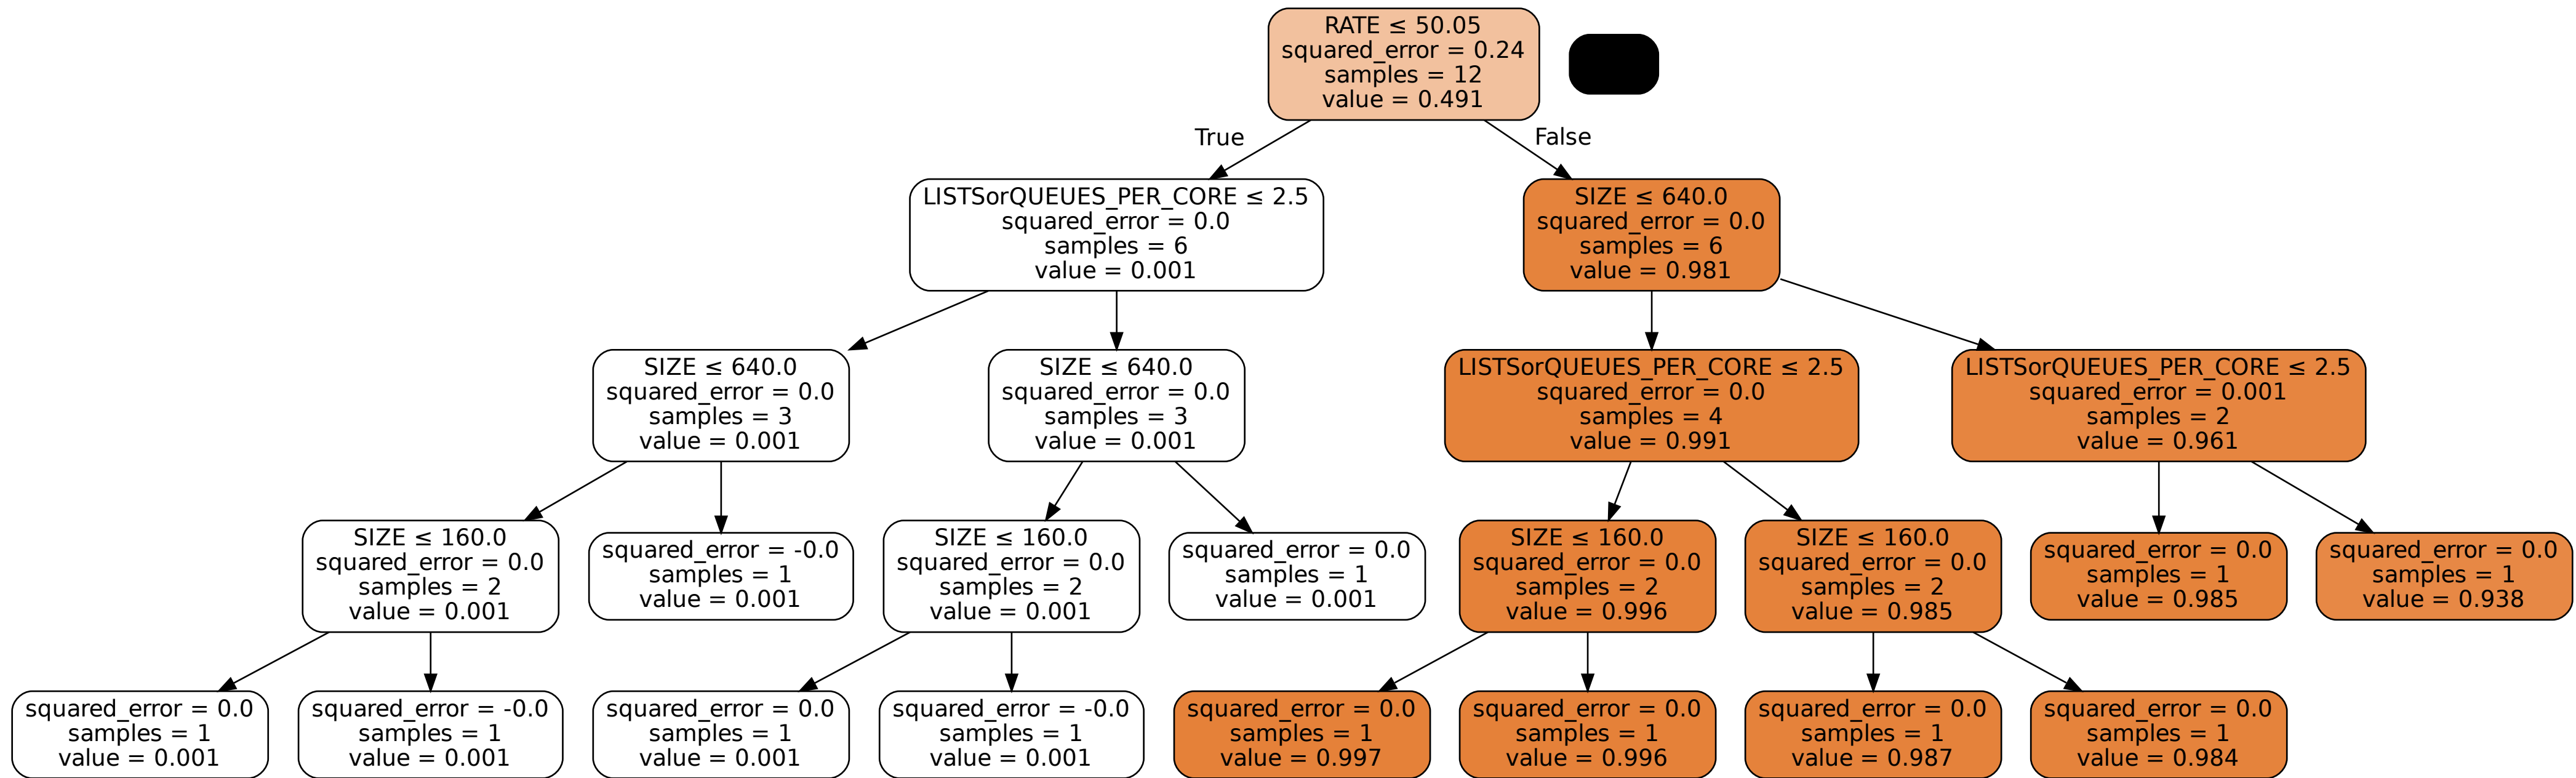 RATE ≤ 50.05
squared_error = 0.24
samples = 12
value = 0.491
True
False
LISTSorQUEUES_PER_CORE ≤ 2.5
squared_error = 0.0
samples = 6
value = 0.001
SIZE ≤ 640.0
squared_error = 0.0
samples = 6
value = 0.981
SIZE ≤ 640.0
squared_error = 0.0
samples = 3
value = 0.001
SIZE ≤ 640.0
squared_error = 0.0
samples = 3
value = 0.001
LISTSorQUEUES_PER_CORE ≤ 2.5
squared_error = 0.0
samples = 4
value = 0.991
LISTSorQUEUES_PER_CORE ≤ 2.5
squared_error = 0.001
samples = 2
value = 0.961
SIZE ≤ 160.0
squared_error = 0.0
samples = 2
value = 0.001
squared_error = -0.0
samples = 1
value = 0.001
SIZE ≤ 160.0
squared_error = 0.0
samples = 2
value = 0.001
squared_error = 0.0
samples = 1
value = 0.001
SIZE ≤ 160.0
squared_error = 0.0
samples = 2
value = 0.996
SIZE ≤ 160.0
squared_error = 0.0
samples = 2
value = 0.985
squared_error = 0.0
samples = 1
value = 0.985
squared_error = 0.0
samples = 1
value = 0.938
squared_error = 0.0
samples = 1
value = 0.001
squared_error = -0.0
samples = 1
value = 0.001
squared_error = 0.0
samples = 1
value = 0.001
squared_error = -0.0
samples = 1
value = 0.001
squared_error = 0.0
samples = 1
value = 0.997
squared_error = 0.0
samples = 1
value = 0.996
squared_error = 0.0
samples = 1
value = 0.987
squared_error = 0.0
samples = 1
value = 0.984